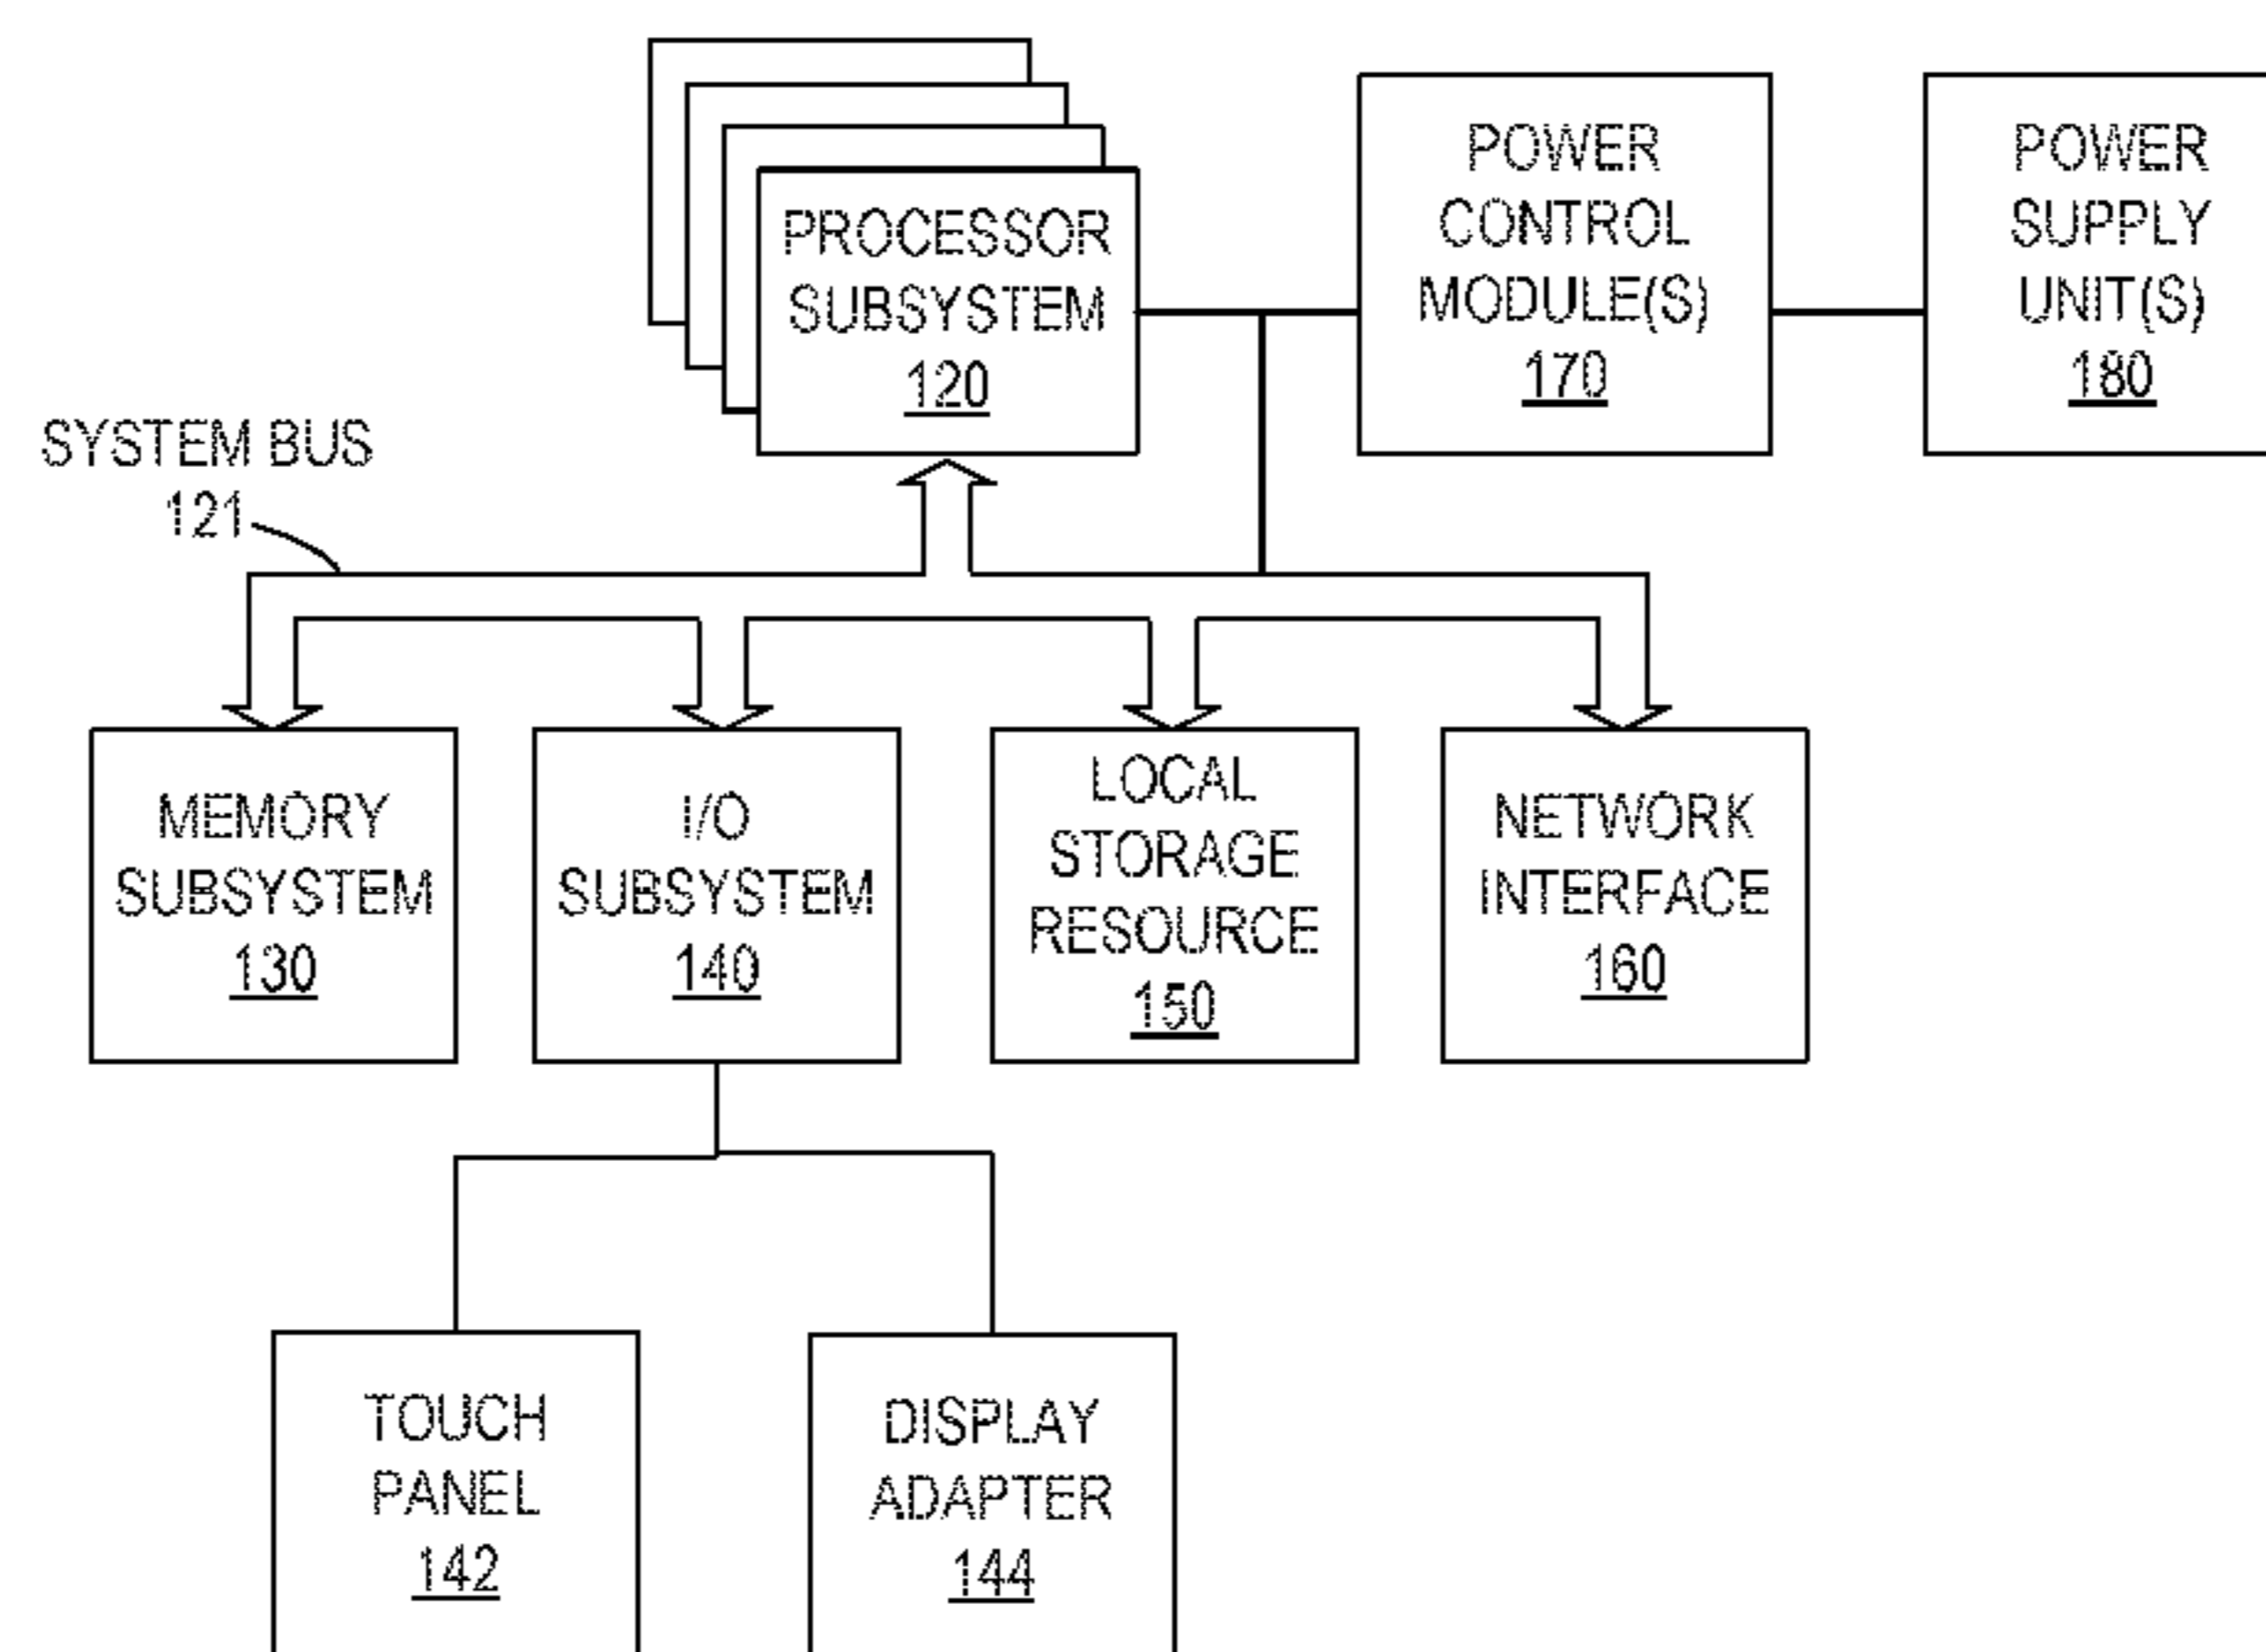 PROCESSOR
SUBSYSTEM
120
POWER
CONTROL
MODULE(S)
170
POWER
SUPPLY
UNIT(S)
180
SYSTEM BUS
121
MEMORY
SUBSYSTEM
130
I/O
SUBSYSTEM
140
LOCAL
STORAGE
RESOURCE
150
NETWORK
INTERFACE
160
TOUCH
PANEL
142
DISPLAY
ADAPTER
144